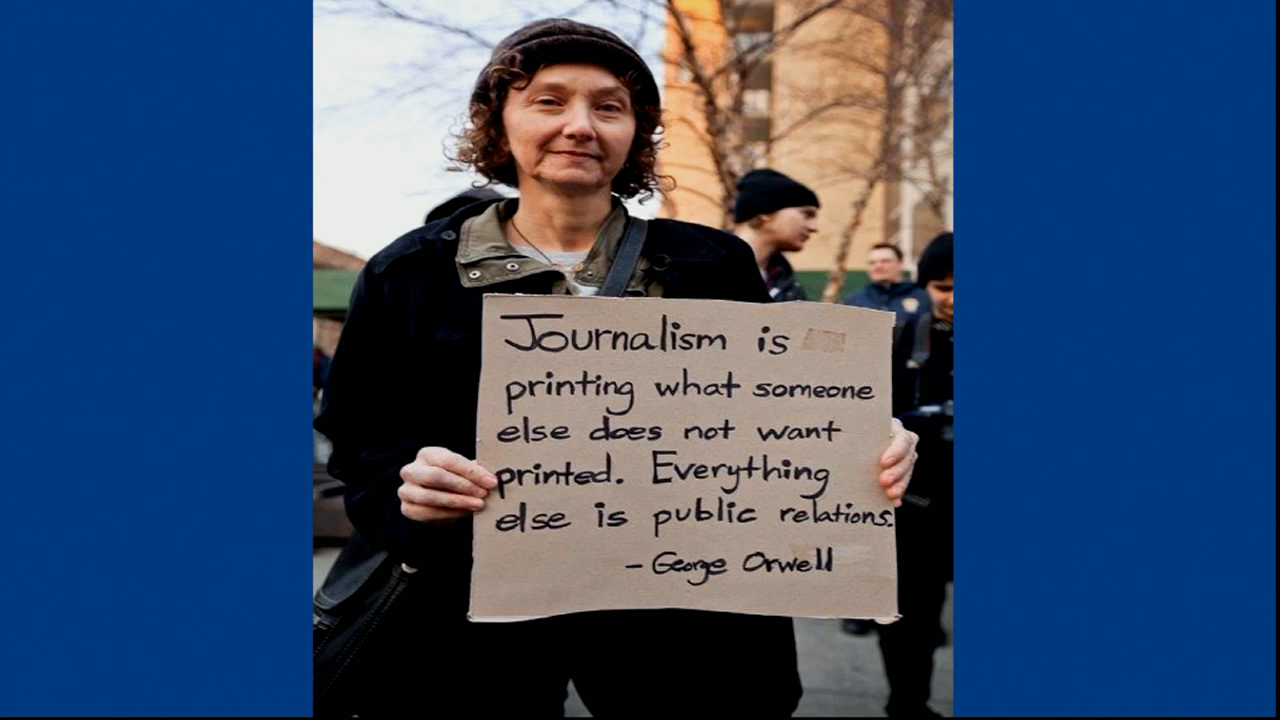 Journalism is
printing what someone
else does not want
printed. Everything
else is public relations.
- George Orwell